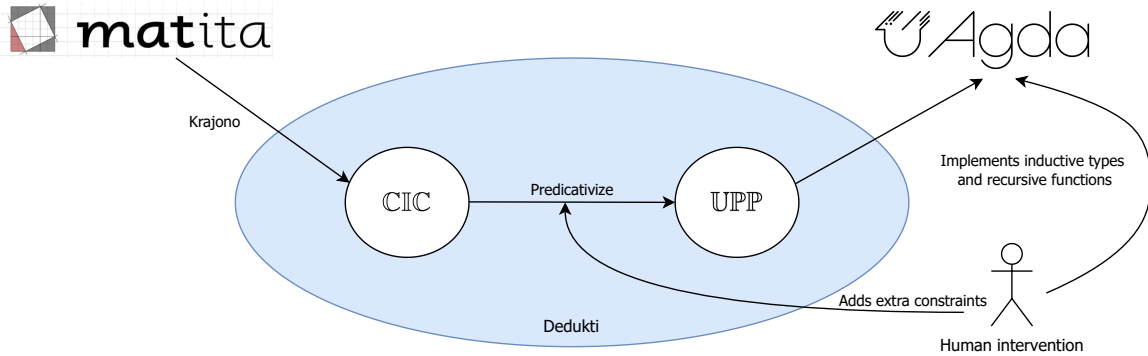 matita
Agda
Krajono
Implements inductive types
and recursive functions
Predicativize
ℂ𝕀ℂ
𝕌ℙℙ
Adds extra constraints
Dedukti
Human intervention